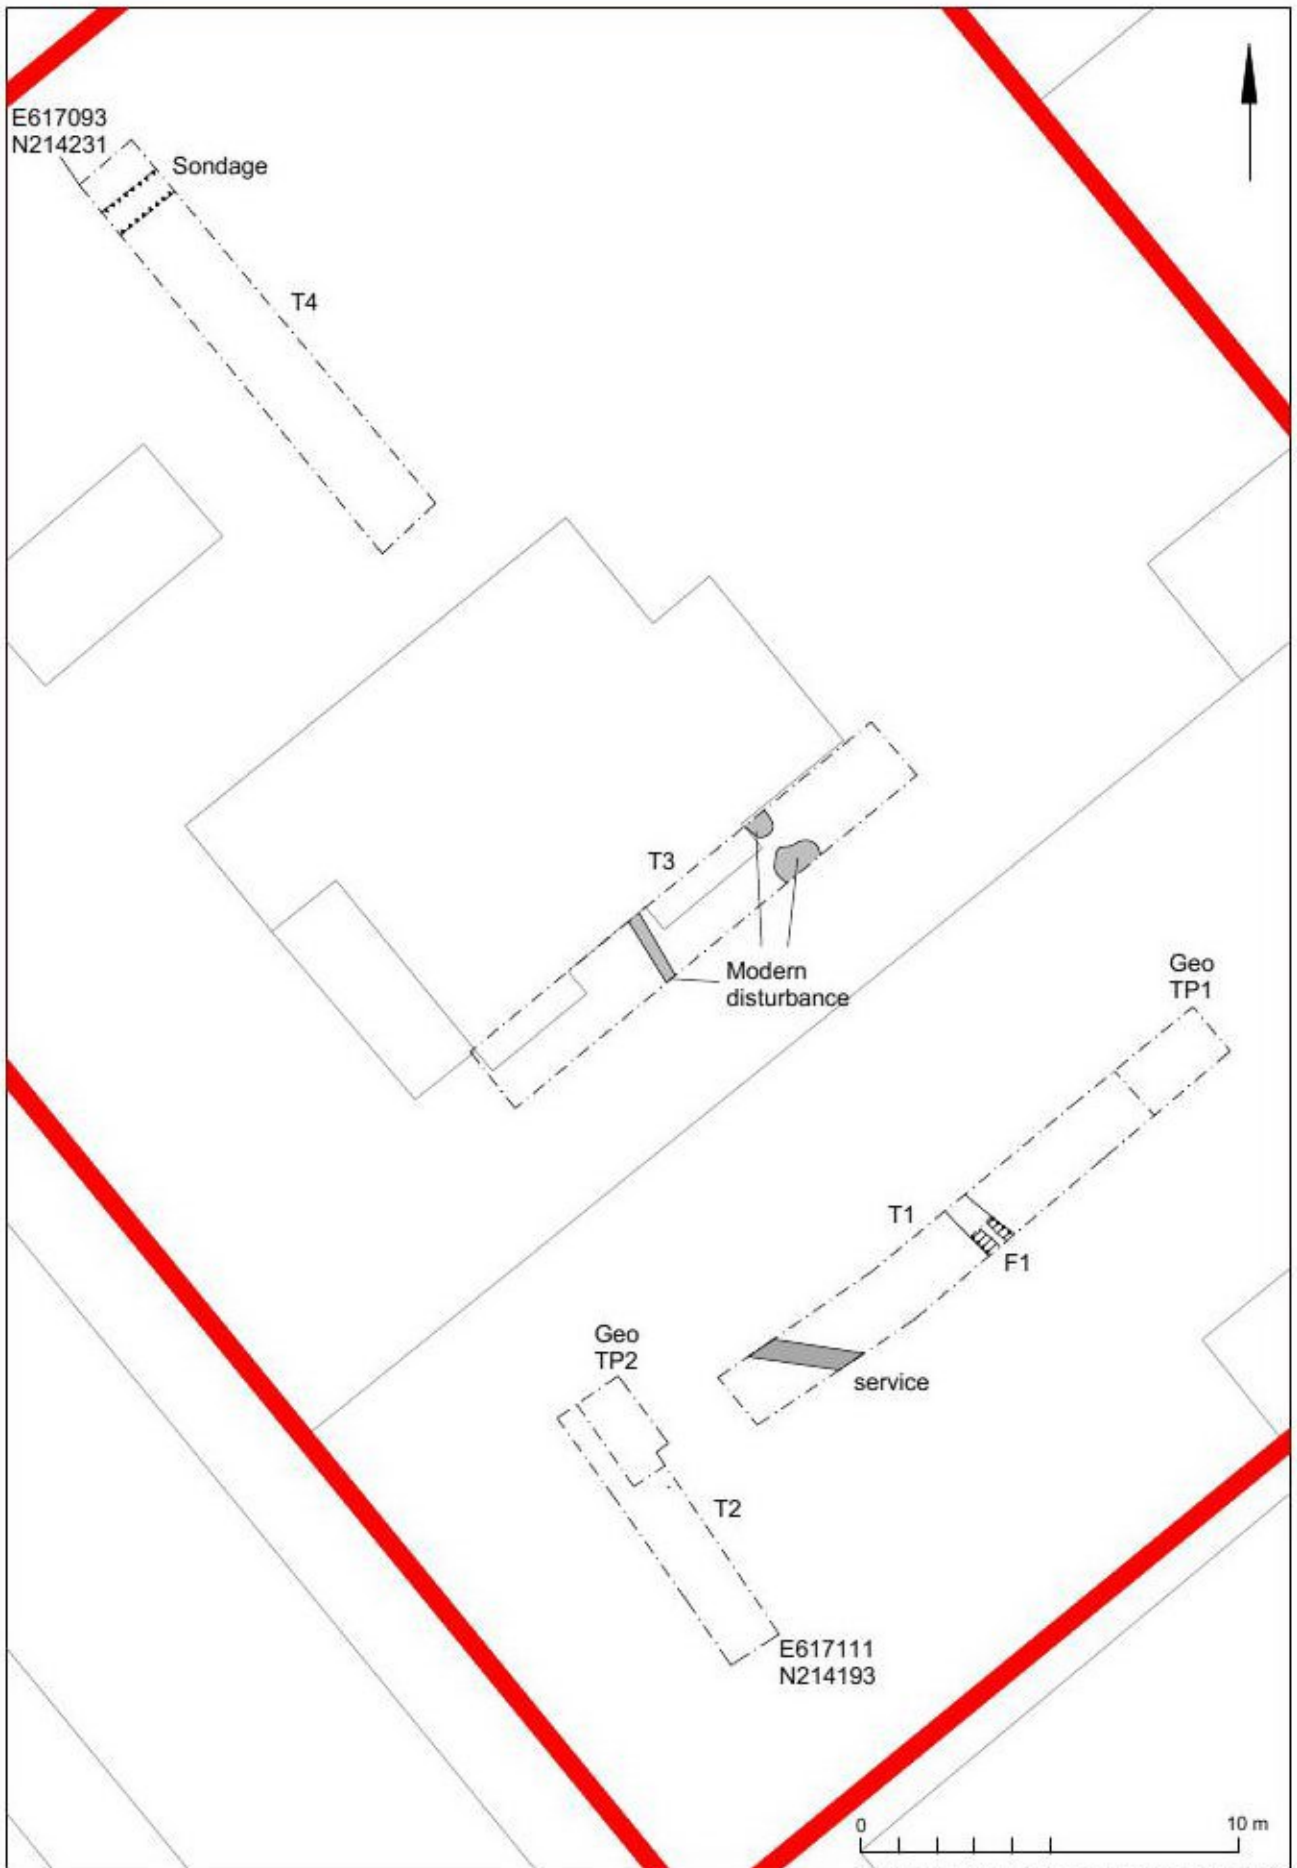 E617093
N214231
Sondage
T4
T3
Modern
disturbance
Geo
TP1
T1
F1
Geo
TP2
service
T2
E617111
N214193
0
10 m